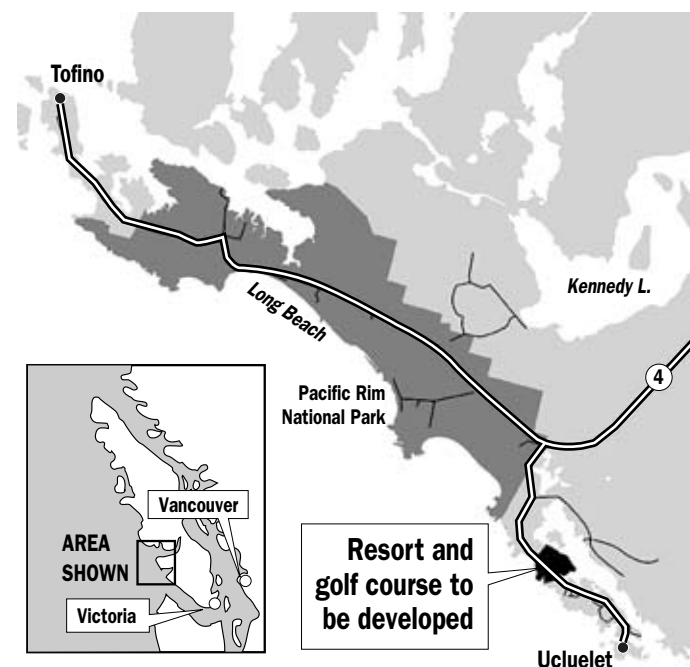 Tofino
Long Beach
Kennedy L.
4
Pacific Rim
National Park
Vancouver
AREA
SHOWN
Victoria
Resort and
golf course to
be developed
Ucluelet